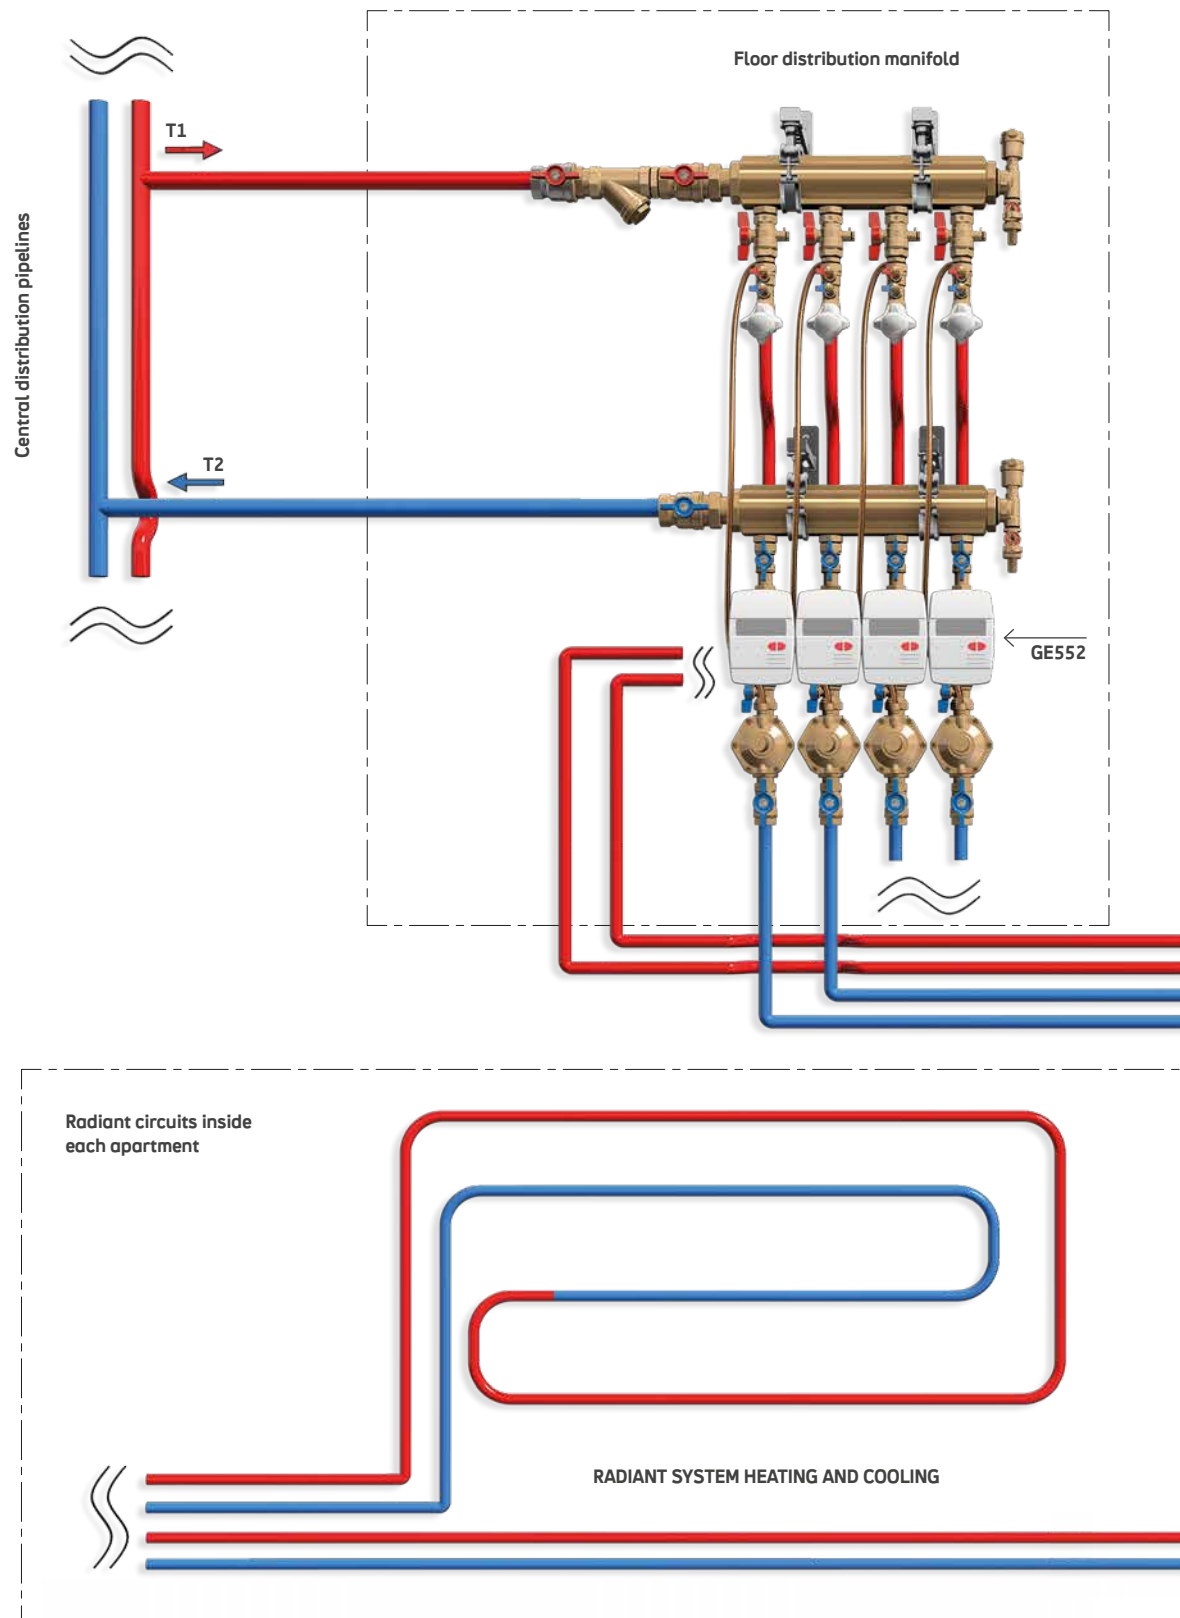 Floor distribution manifold
T1
Central distribution pipelines
T2
GE552
Radiant circuits inside
each apartment
RADIANT SYSTEM HEATING AND COOLING